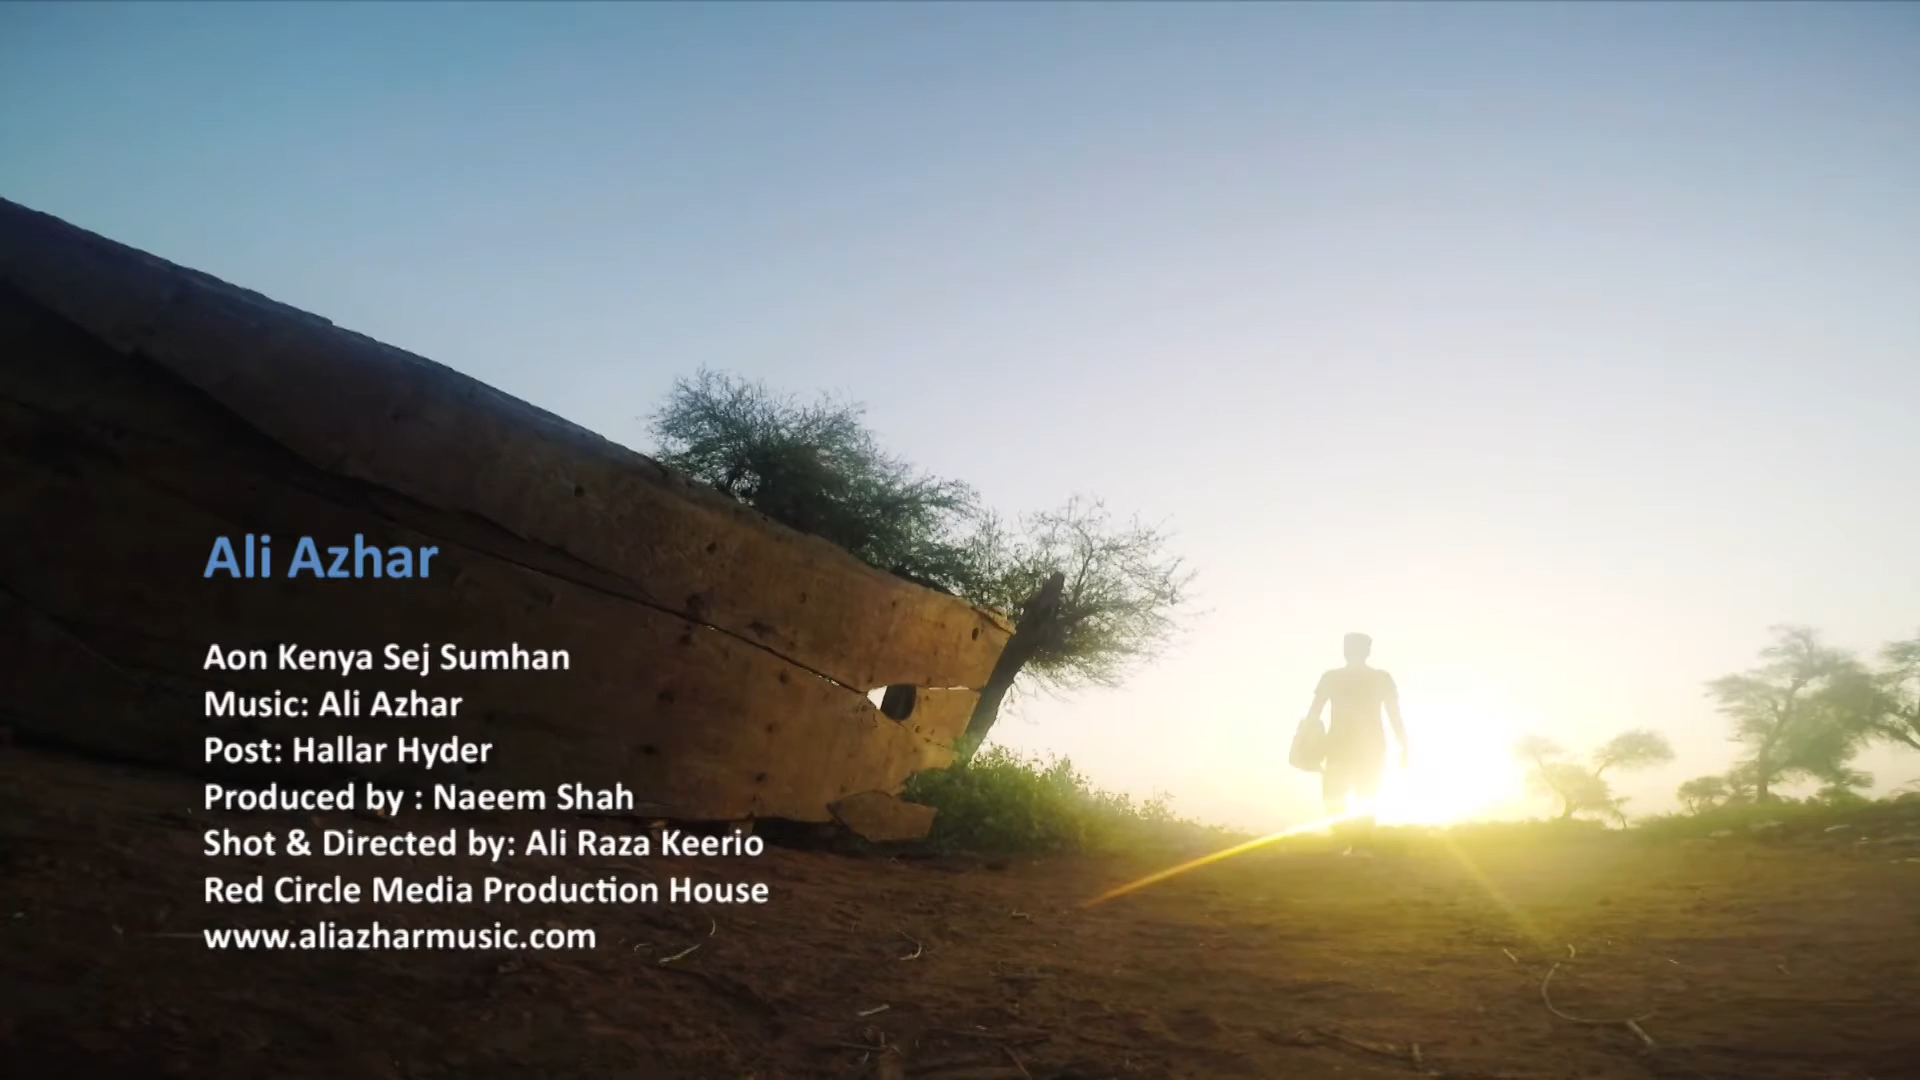 Ali Azhar
Aon Kenya Sej Sumhan
Music: Ali Azhar
Post: Hallar Hyder
Produced by : Naeem Shah
Shot & Directed by: Ali Raza Keerio
Red Circle Media Production House
www.aliazharmusic.com